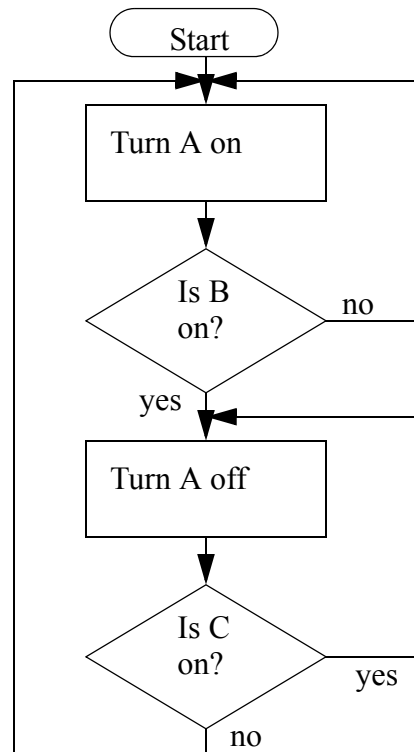 Start
Turn A on
Is B
on?
no
yes
Turn A off
Is C
on?
yes
no